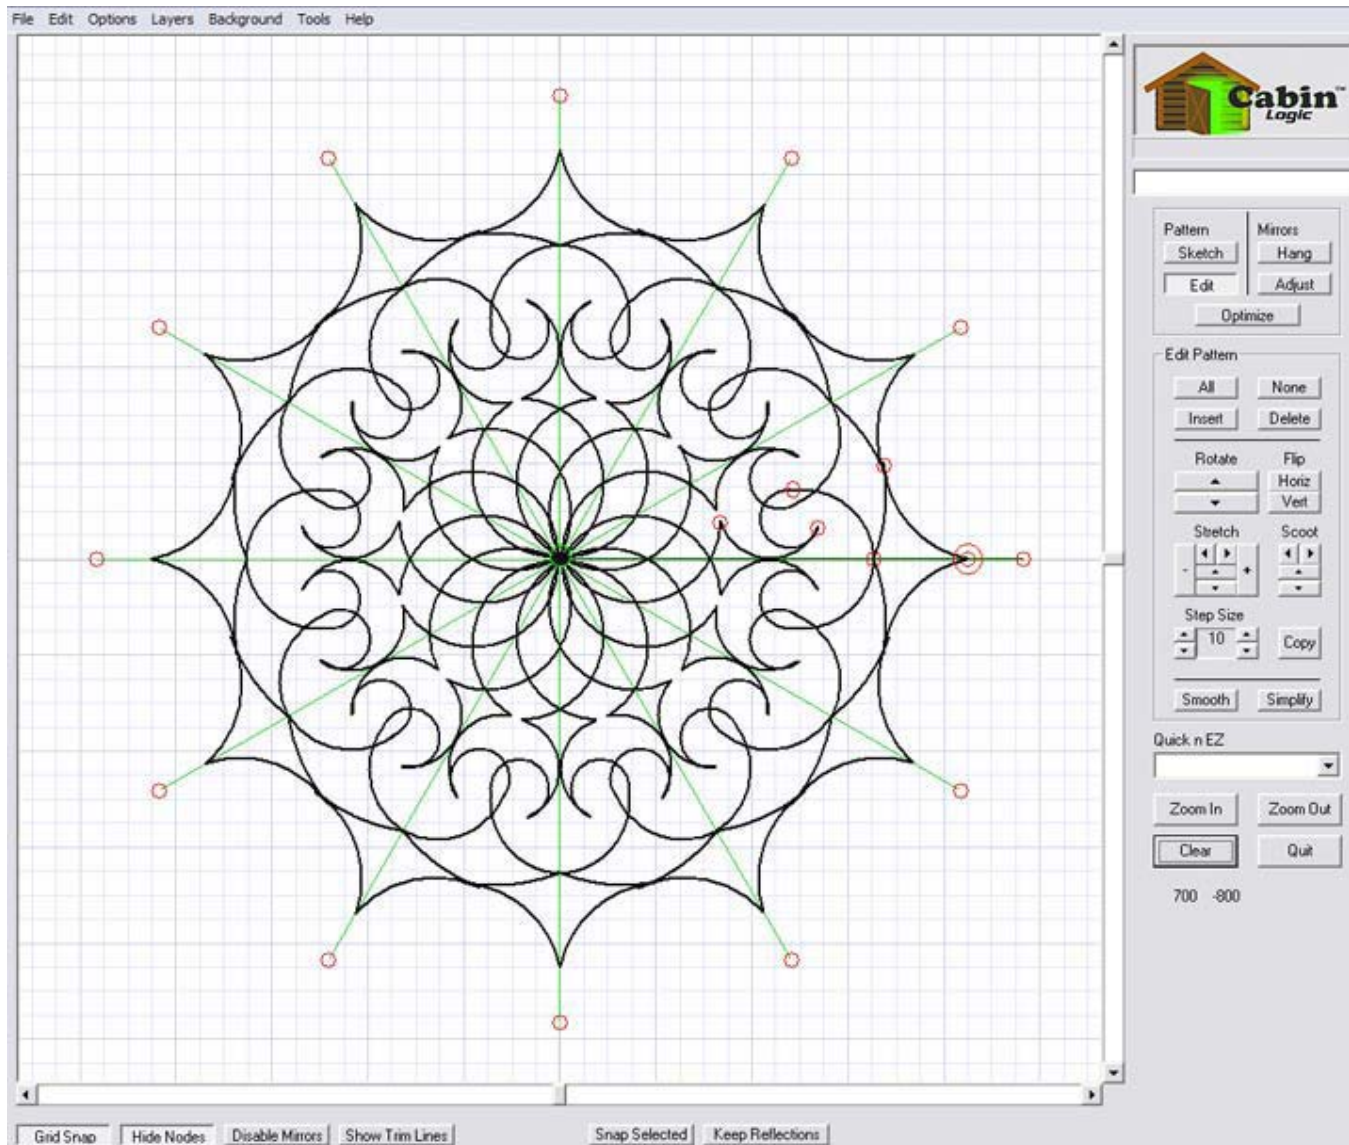 File Edit Options Layers Background Tools Help
Cabin™
Logic
Pattern Mirrors
Sketch Hang
Edit Adjust
Optimize
Edit Pattern
All None
Insert Delete
Rotate Flip
Horiz
Vert
Stretch Scoot
- +
Step Size
10 Copy
Smooth Simplify
Quick n EZ
Zoom In Zoom Out
Clear Quit
700 -800
Grid Snap Hide Nodes Disable Mirrors Show Trim Lines Snap Selected Keep Reflections